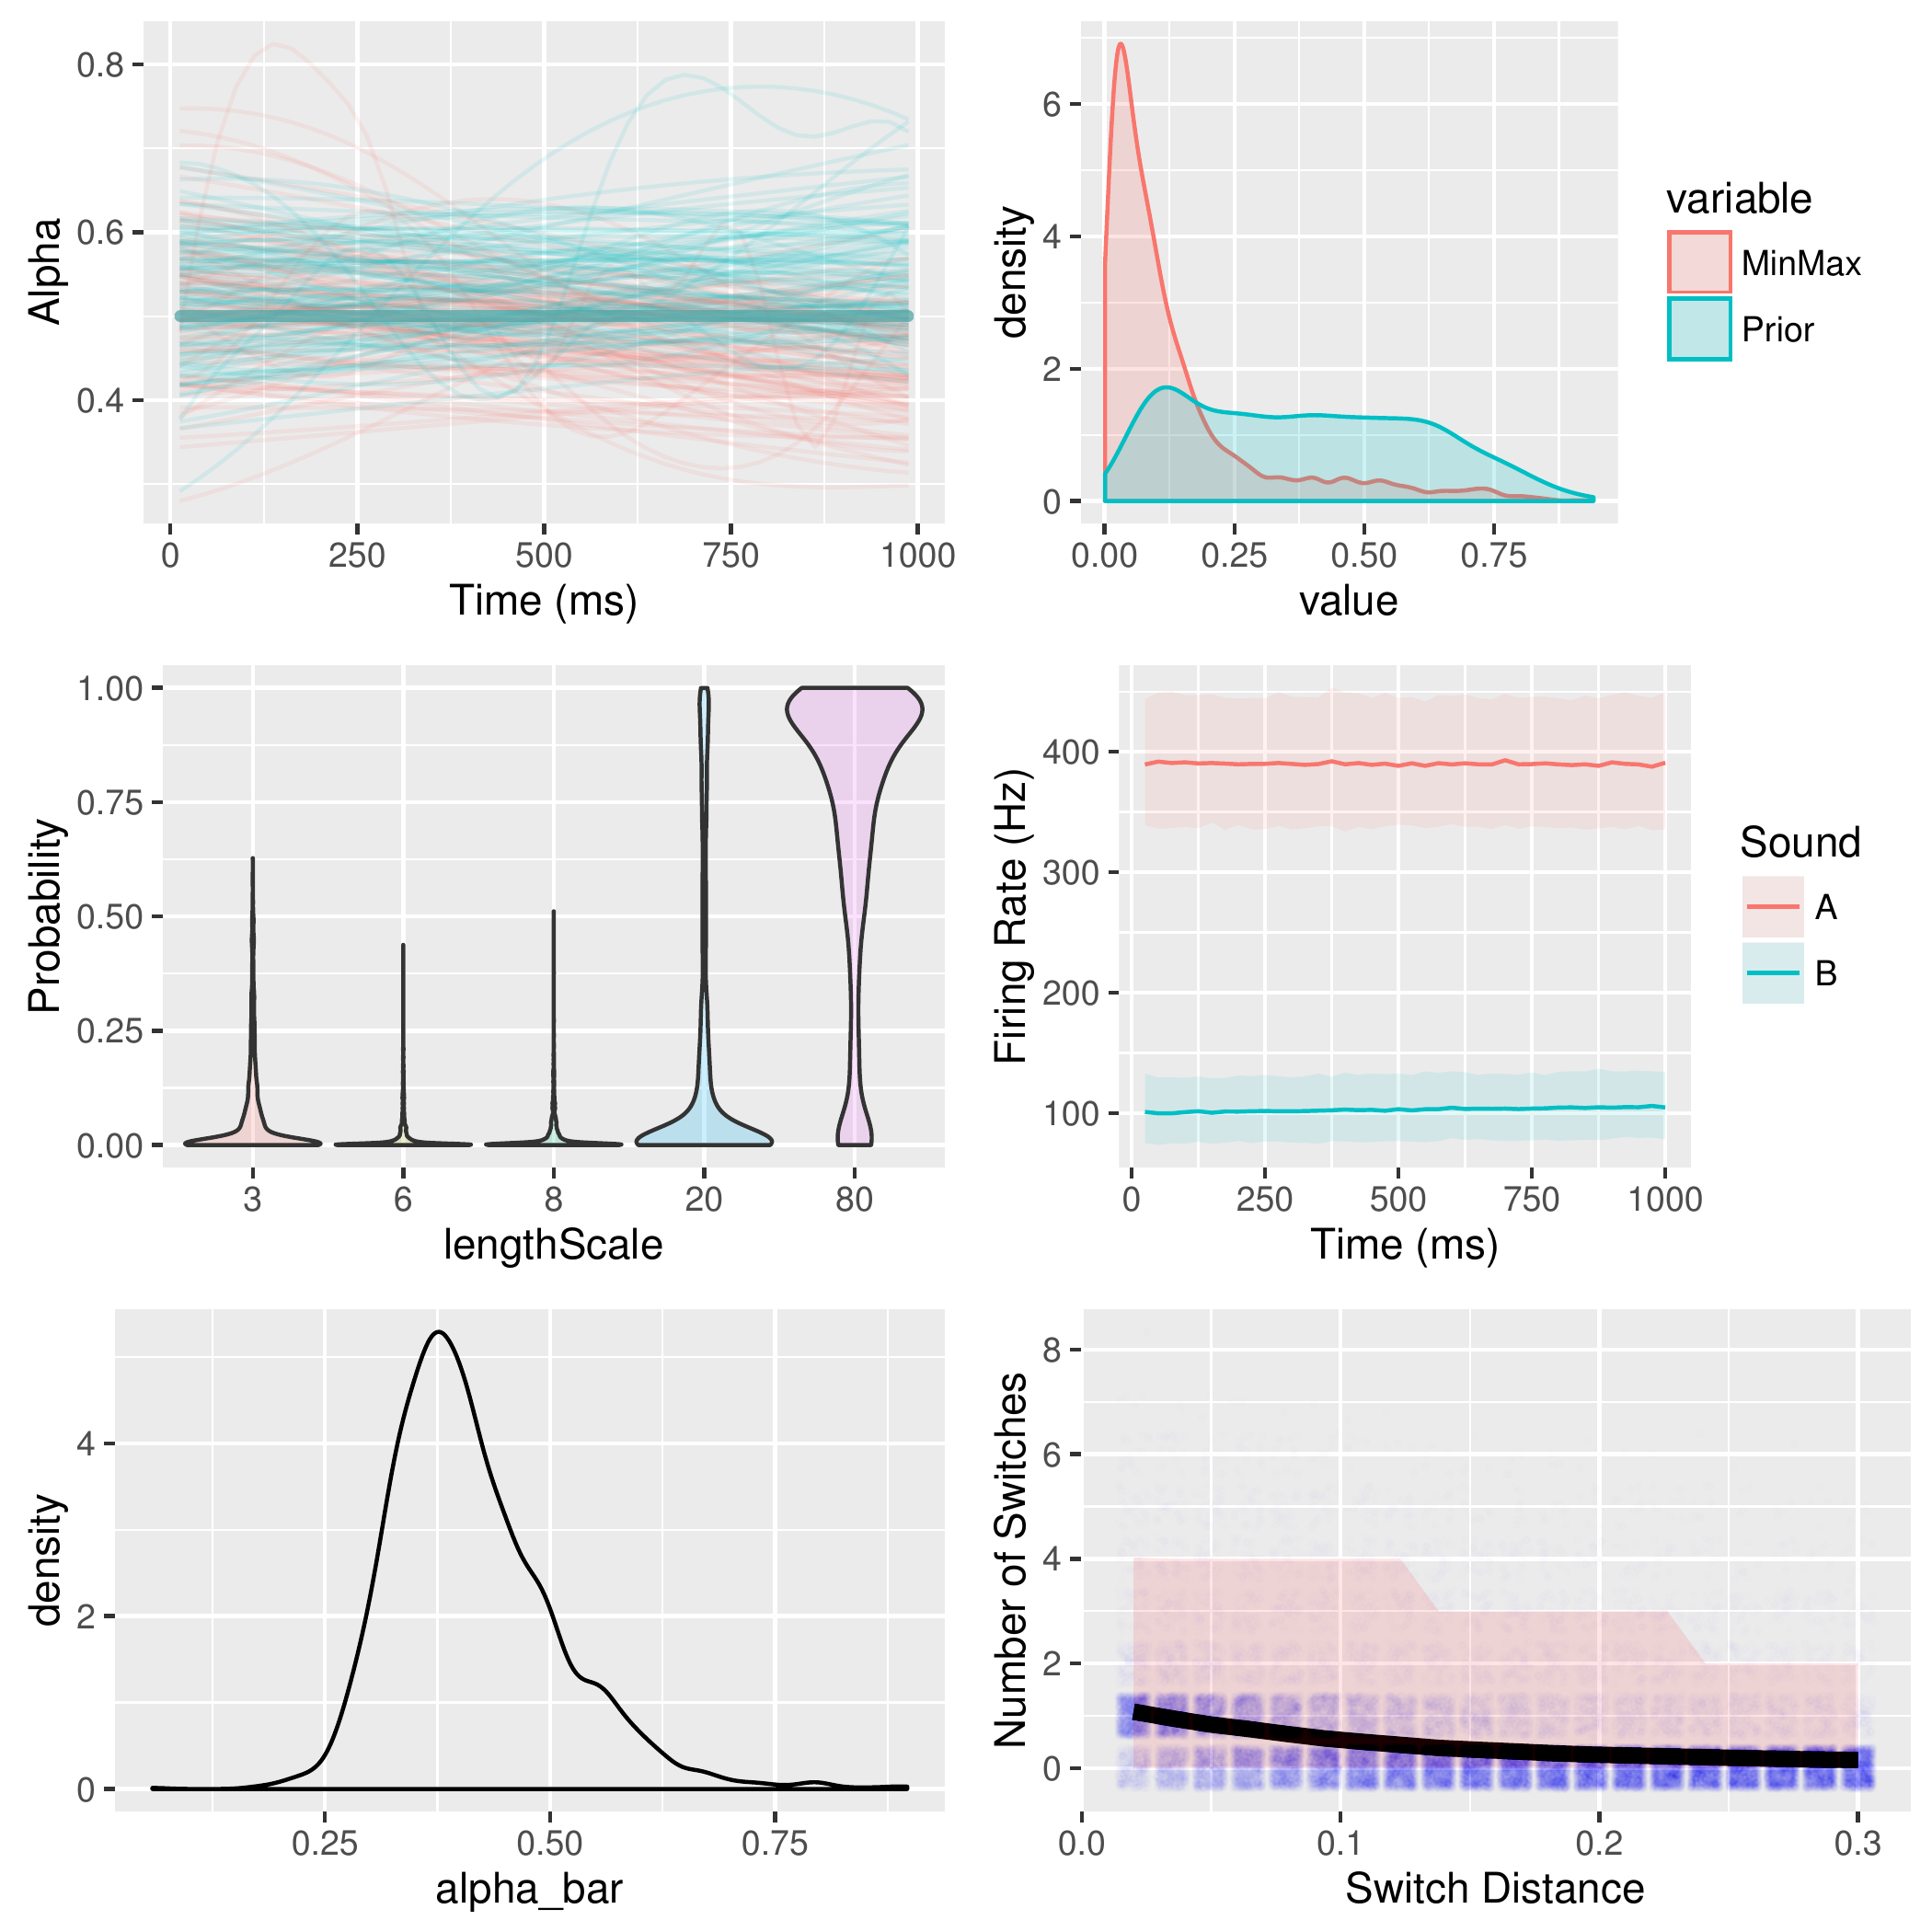 Alpha
0.8
0.6
0.4
0 250 500 750 1000
Time (ms)
density
6
4
2
0
0.00 0.25 0.50 0.75
value
variable
MinMax
Prior
Probability
1.00
0.75
0.50
0.25
0.00
3 6 8 20 80
lengthScale
Firing Rate (Hz)
400
300
200
100
0 250 500 750 1000
Time (ms)
Sound
A
B
density
4
2
0
0.25 0.50 0.75
alpha_bar
Number of Switches
8
6
4
2
0
0.0 0.1 0.2 0.3
Switch Distance